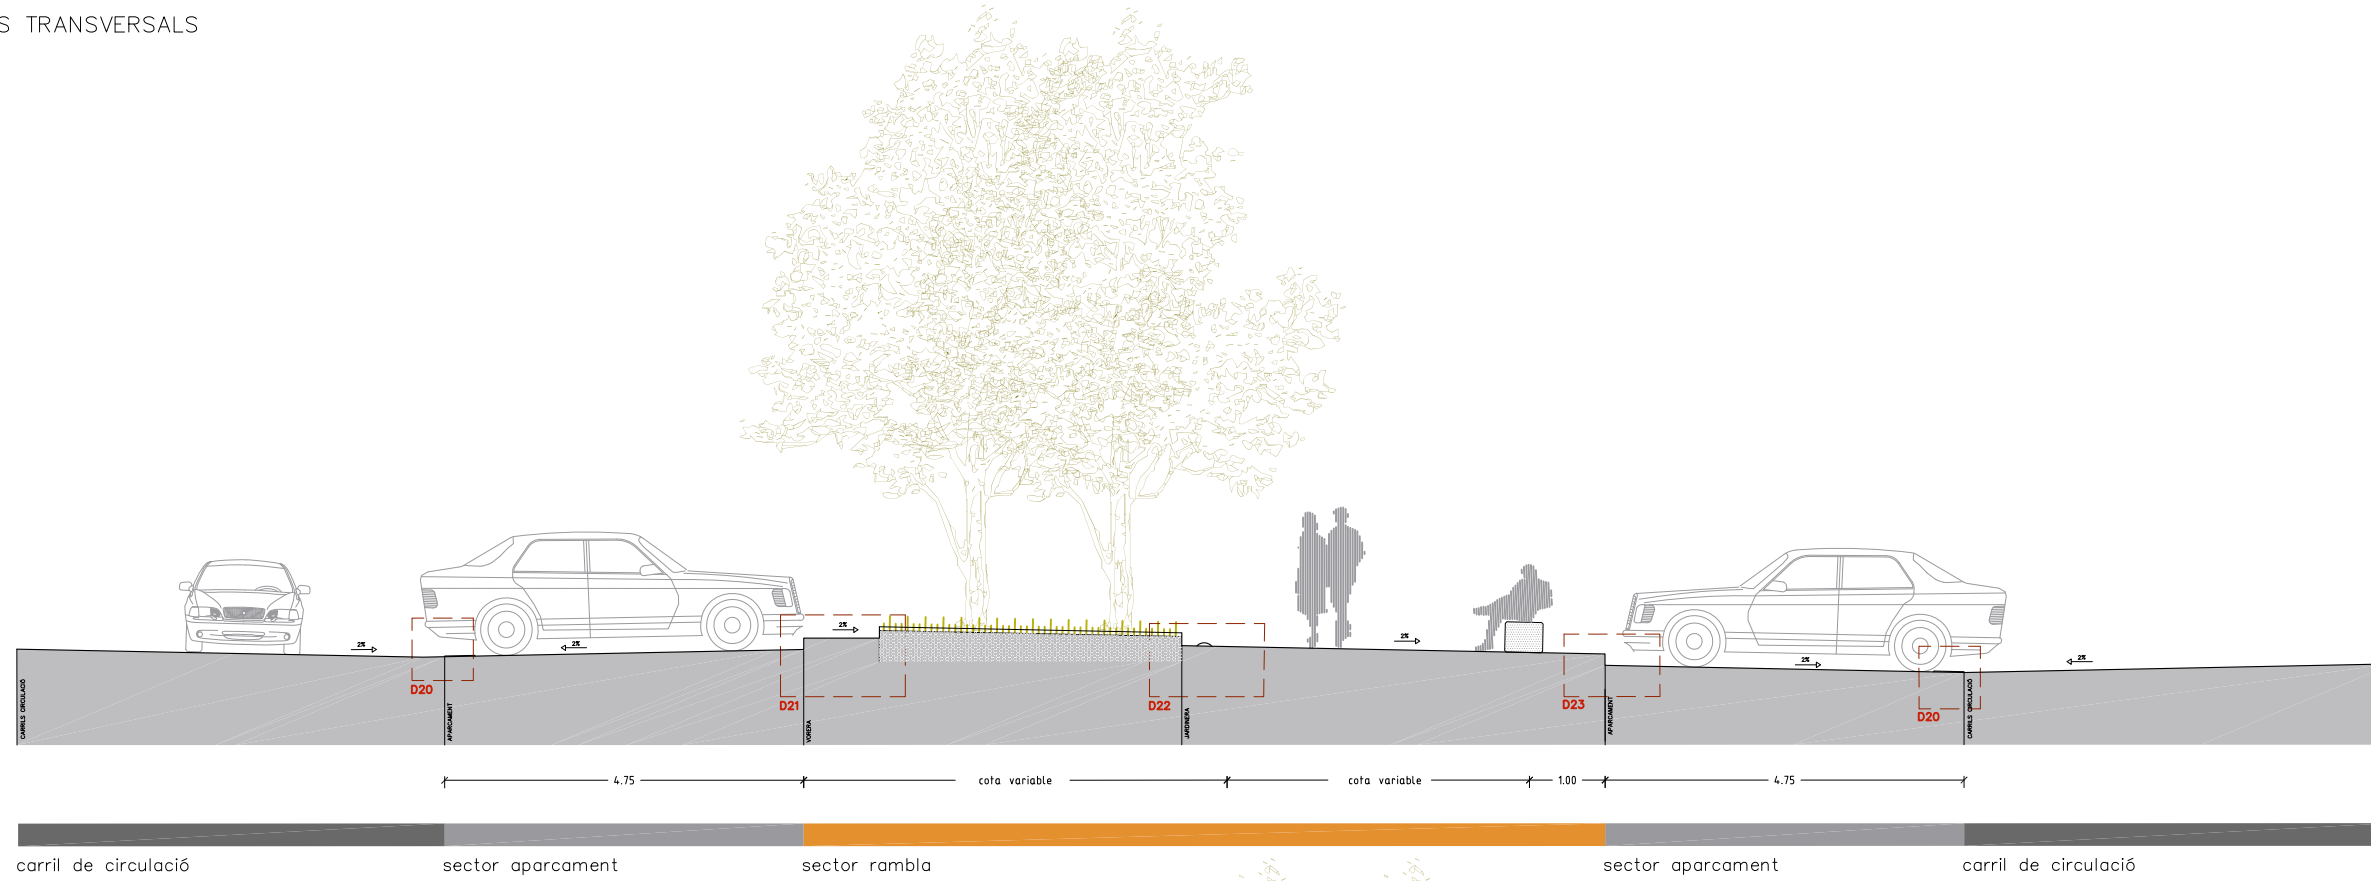 S TRANSVERSALS
2%
2%
2%
2%
2%
2%
D20
D21
D22
D23
D20
CARRILS CIRCULACIÓ
APARCAMENT
VORERA
JARDINERA
APARCAMENT
CARRILS CIRCULACIÓ
4.75
cota variable
cota variable
1.00
4.75
carril de circulació
sector aparcament
sector rambla
sector aparcament
carril de circulació